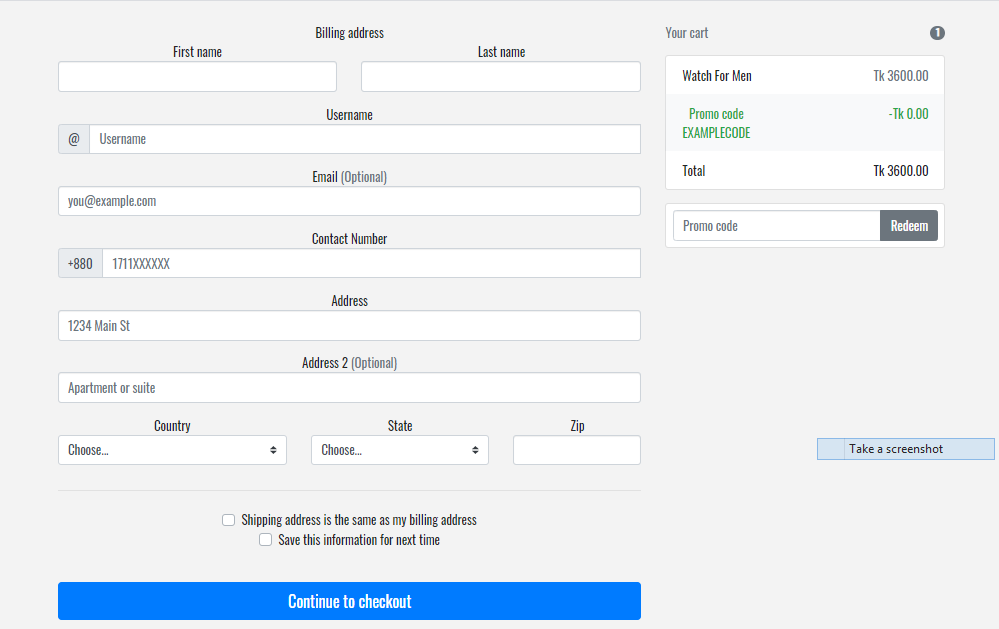 Billing address
First name
Last name
Username
@ Username
Email (Optional)
you@example.com
Contact Number
+880 1711XXXXXX
Address
1234 Main St
Address 2 (Optional)
Apartment or suite
Country
State
Zip
Choose...
Choose...
Shipping address is the same as my billing address
Save this information for next time
Continue to checkout
Your cart
1
Watch For Men
Tk 3600.00
Promo code
-Tk 0.00
EXAMPLECODE
Total
Tk 3600.00
Promo code
Redeem
Take a screenshot